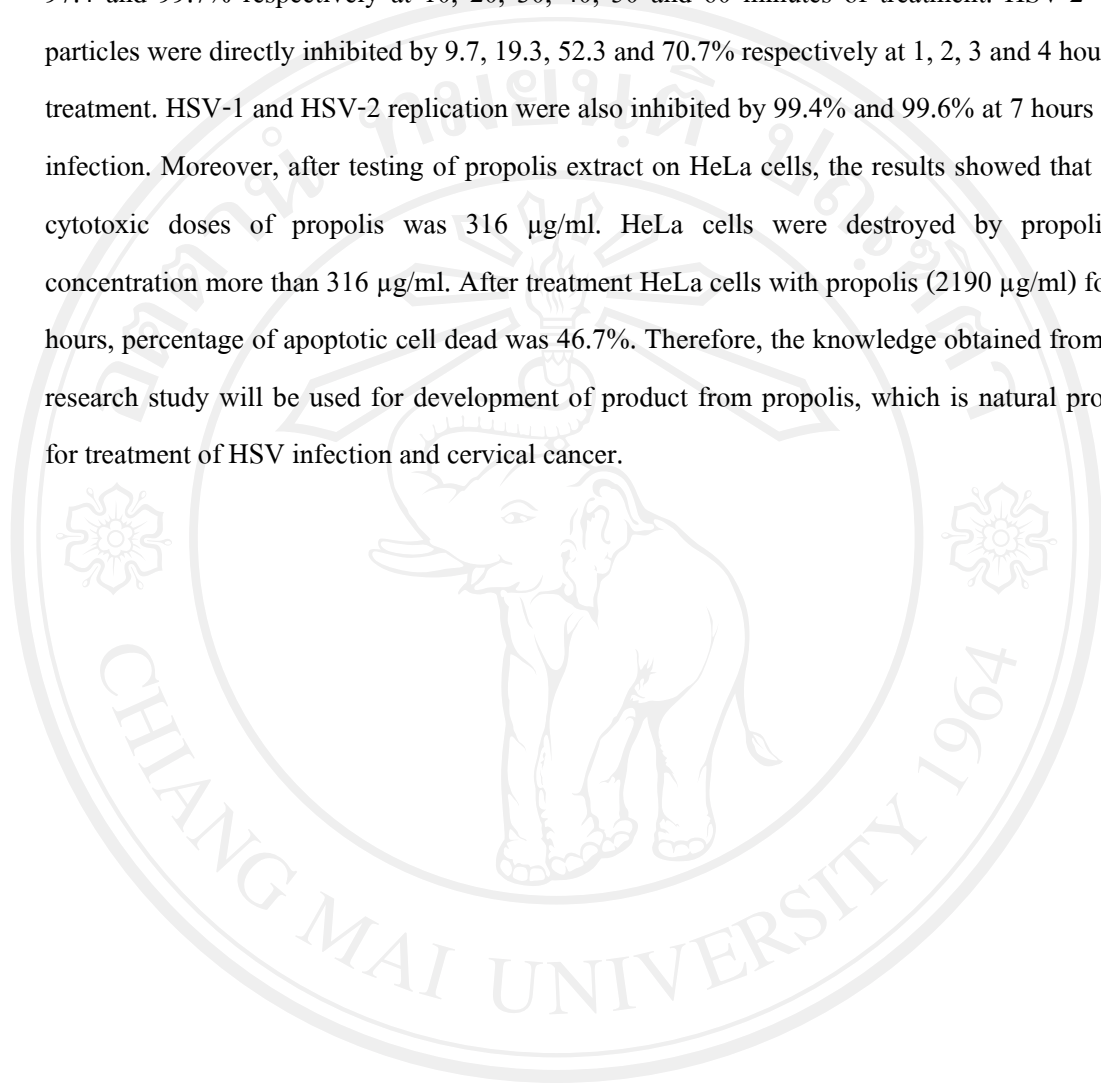 particles were directly inhibited by 9.7, 19.3, 52.3 and 70.7% respectively at 1, 2, 3 and 4 hou
treatment. HSV-1 and HSV-2 replication were also inhibited by 99.4% and 99.6% at 7 hours
infection. Moreover, after testing of propolis extract on HeLa cells, the results showed that
cytotoxic doses of propolis was 316 µg/ml. HeLa cells were destroyed by propoli
concentration more than 316 µg/ml. After treatment HeLa cells with propolis (2190 µg/ml) fo
hours, percentage of apoptotic cell dead was 46.7%. Therefore, the knowledge obtained from
research study will be used for development of product from propolis, which is natural pro
for treatment of HSV infection and cervical cancer.
CHIANG MAI UNIVERSITY 1964